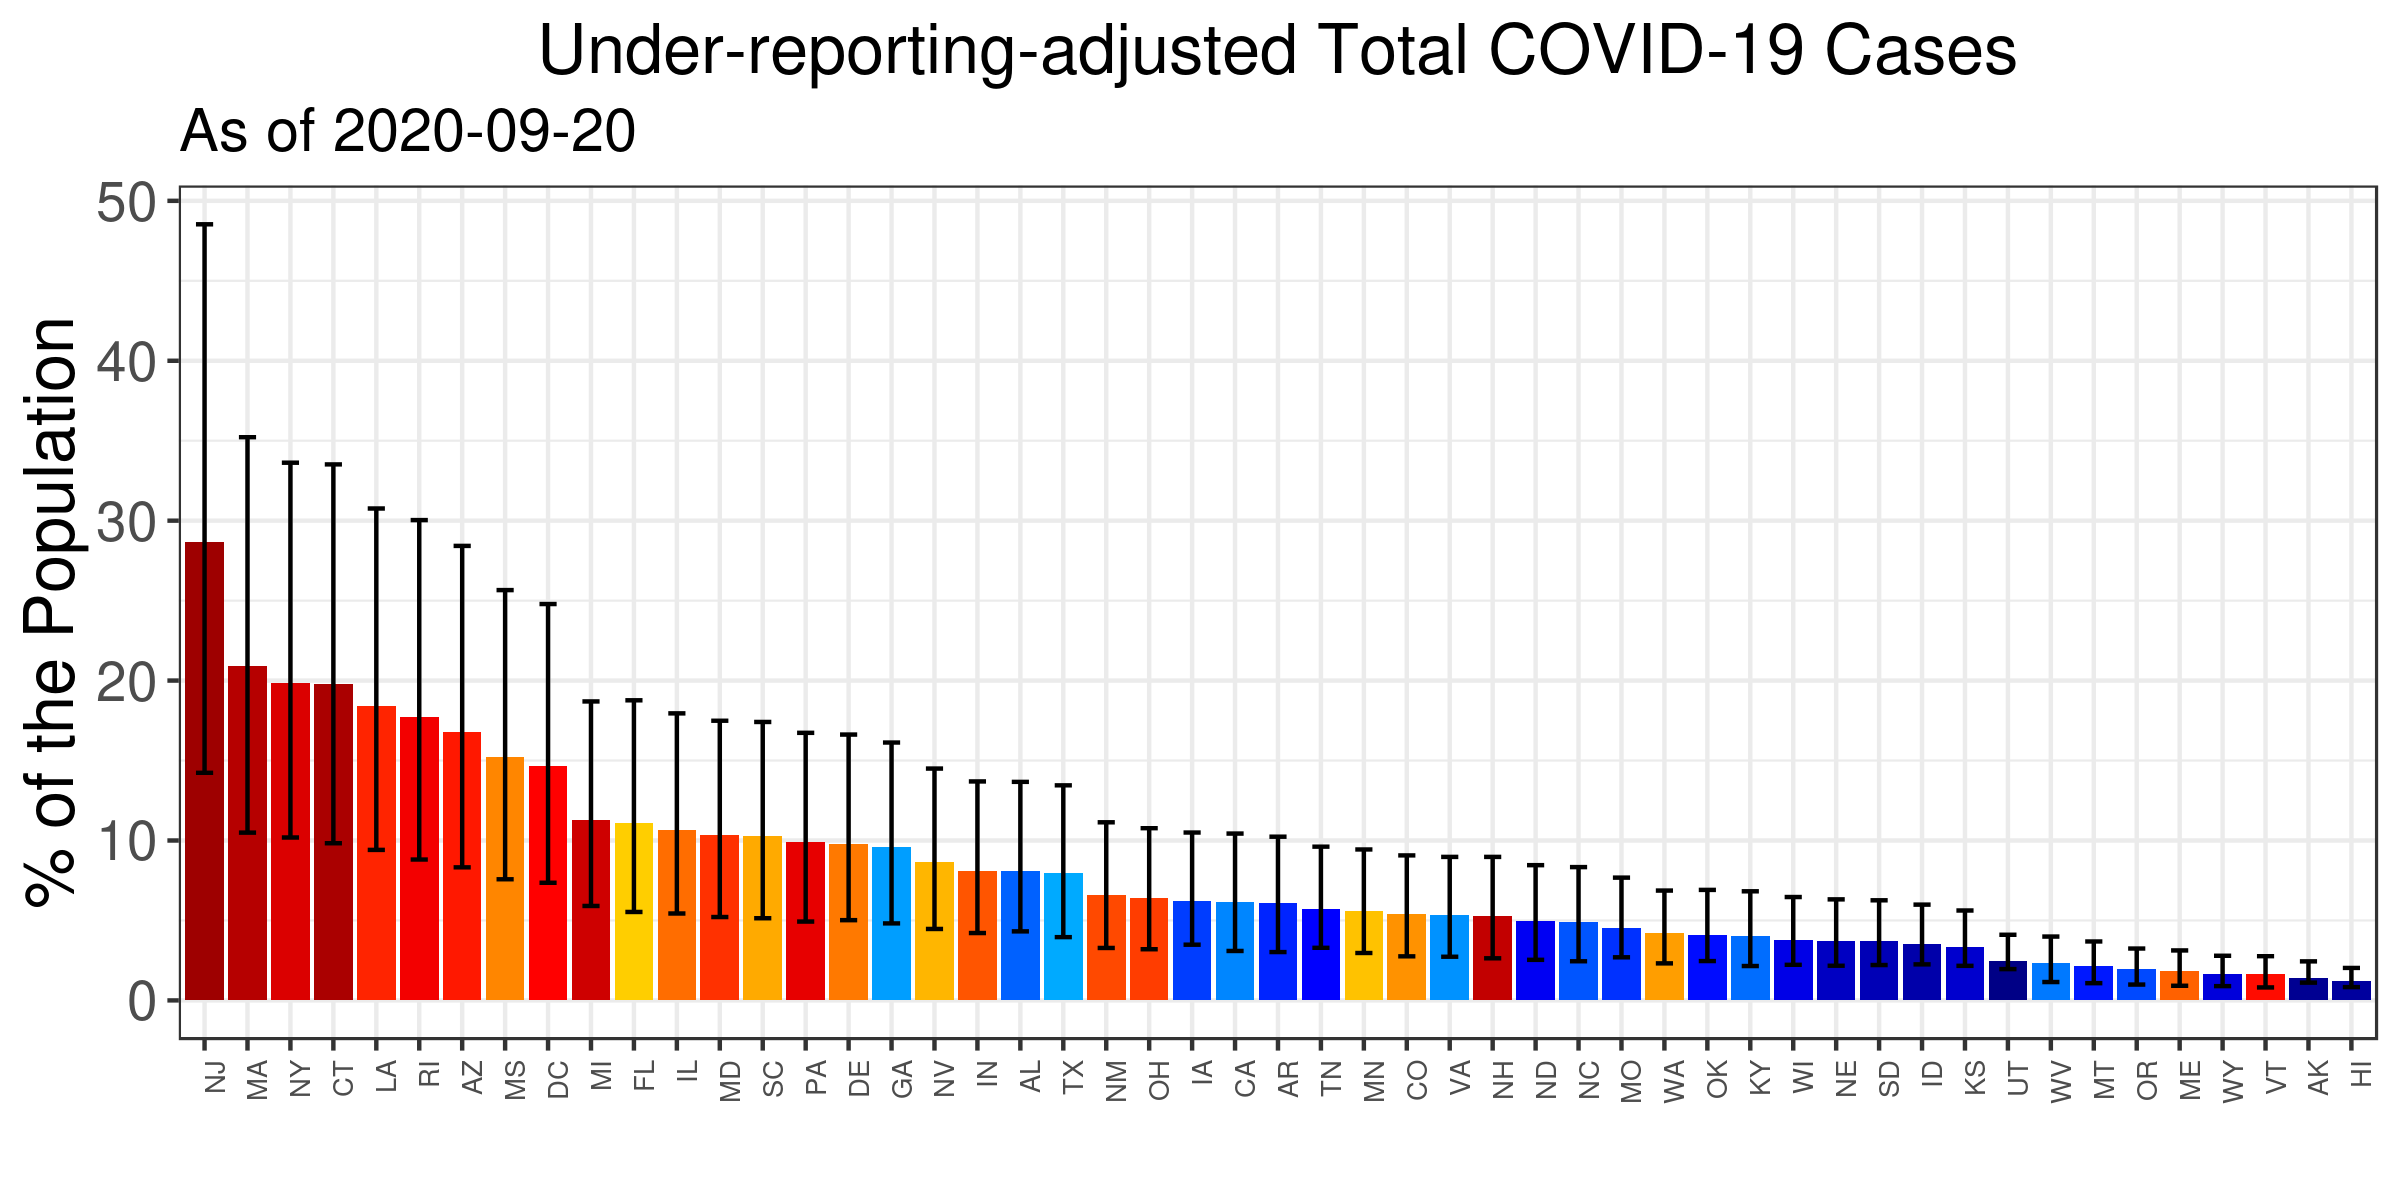 Under-reporting-adjusted Total COVID-19 Cases
As of 2020-09-20
% of the Population
50
40
30
20
10
0
NJ MA NY CT LA RI AZ MS DC MI FL IL MD SC PA DE GA NV IN AL TX NM OH IA CA AR TN MN CO VA NH ND NC MO WA OK KY WI NE SD ID KS UT WV MT OR ME WY VT AK HI